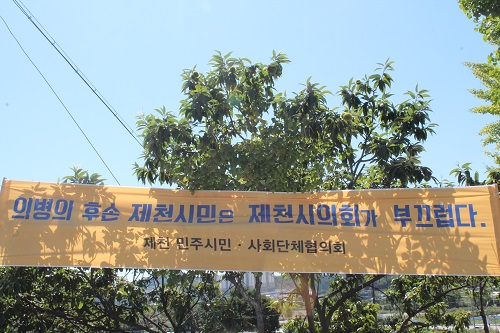 의병의 후손 제천시민은 제천시의회가 부끄럽다.
제천 민주시민 · 사회단체협의회